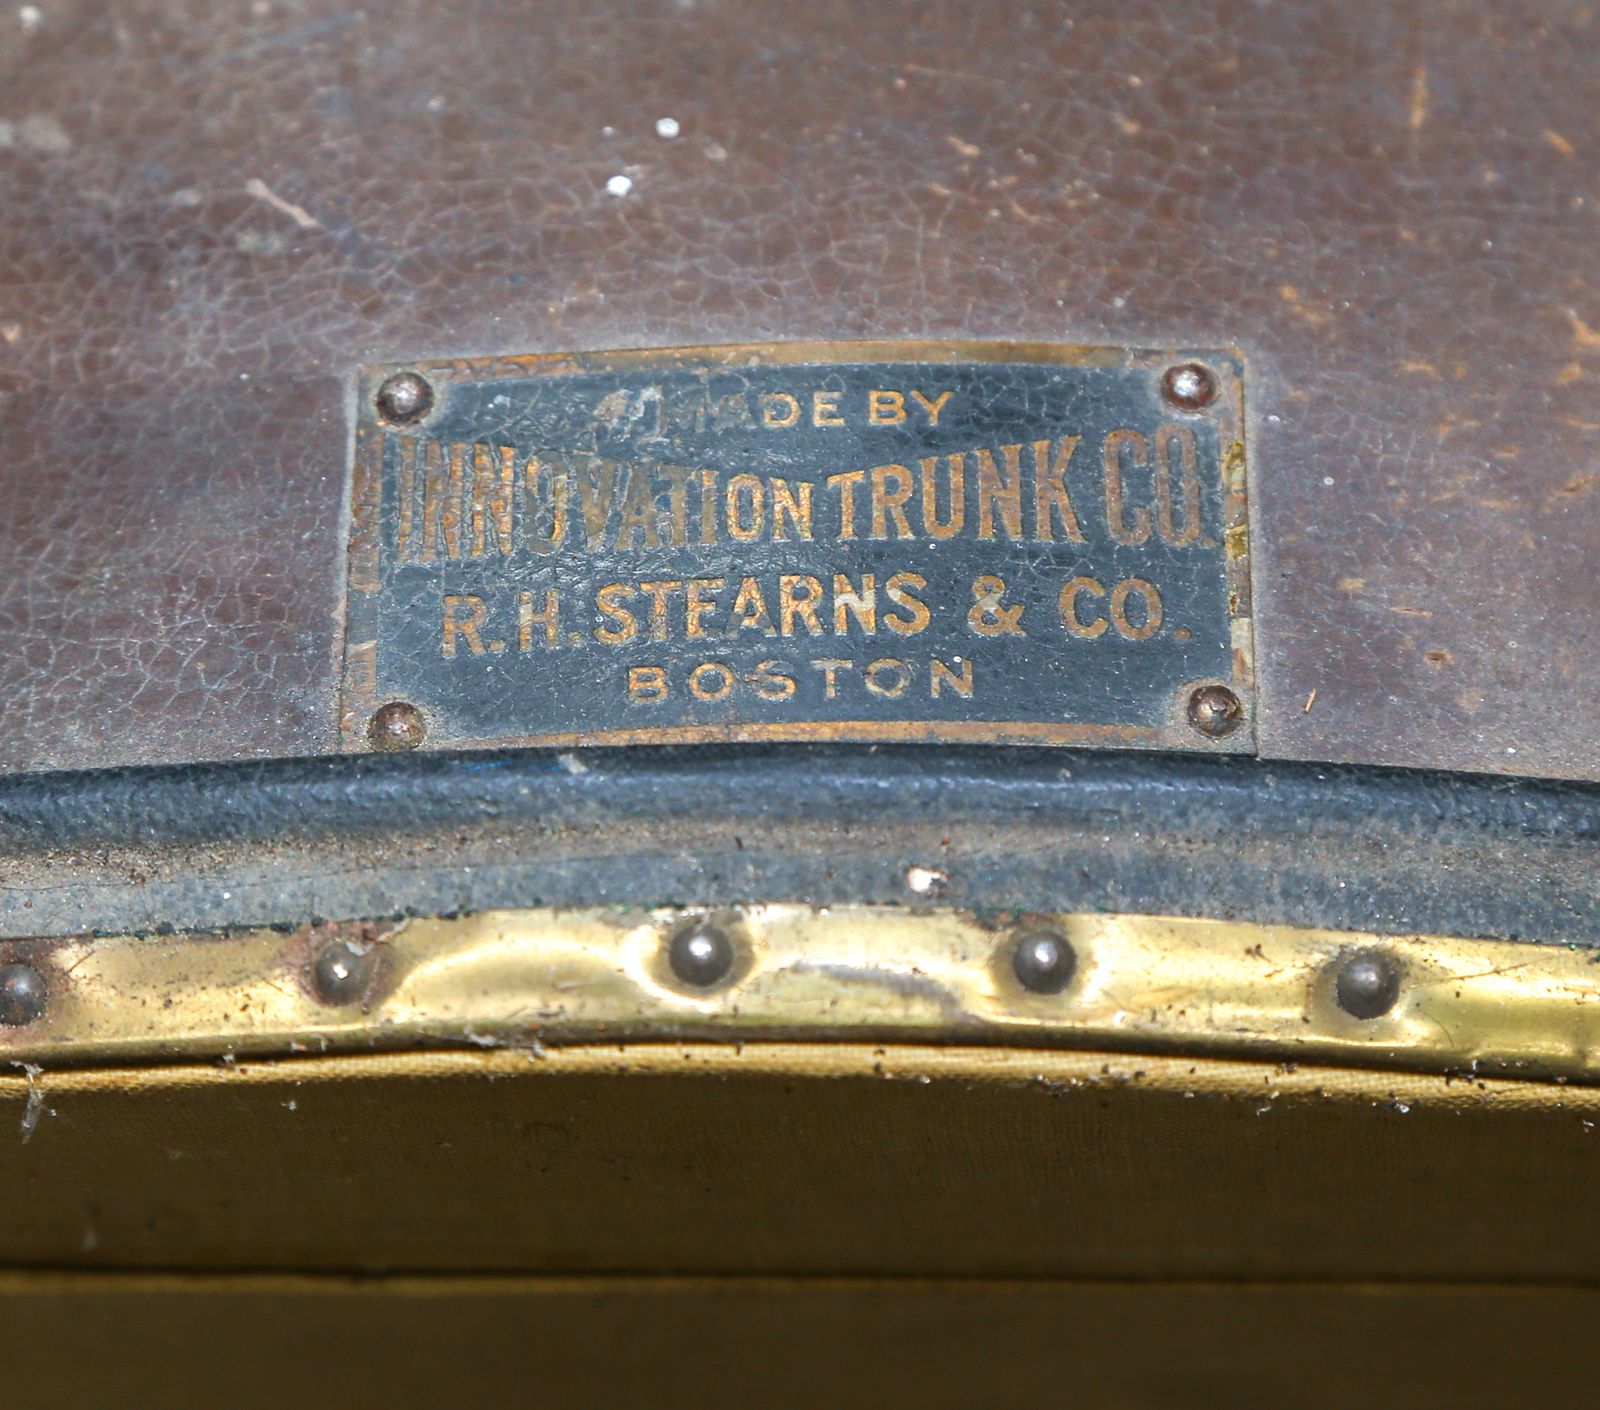 MADE BY
INNOVATION TRUNK CO.
R.H. STEARNS & CO.
BOSTON